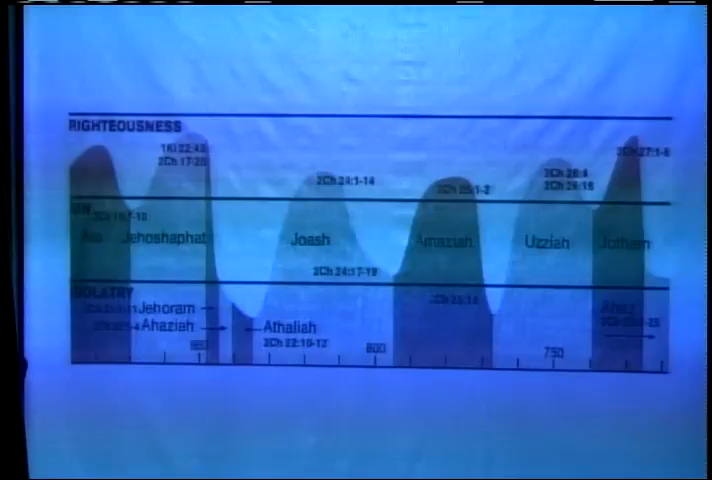 RIGHTEOUSNESS
1Ki 22:43
2Ch 17-20
2Ch 24:1-14
2Ch 25:1-2
2Ch 26:4
2Ch 26:16
2Ch 27:1-6
SIN
Asa
Jehoshaphat
Joash
Amaziah
Uzziah
Jotham
2Ch 24:17-19
2Ch 25:14
IDOLATRY
Jehoram
Ahaziah
Athaliah
2Ch 22:10-12
Ahaz
850
800
750